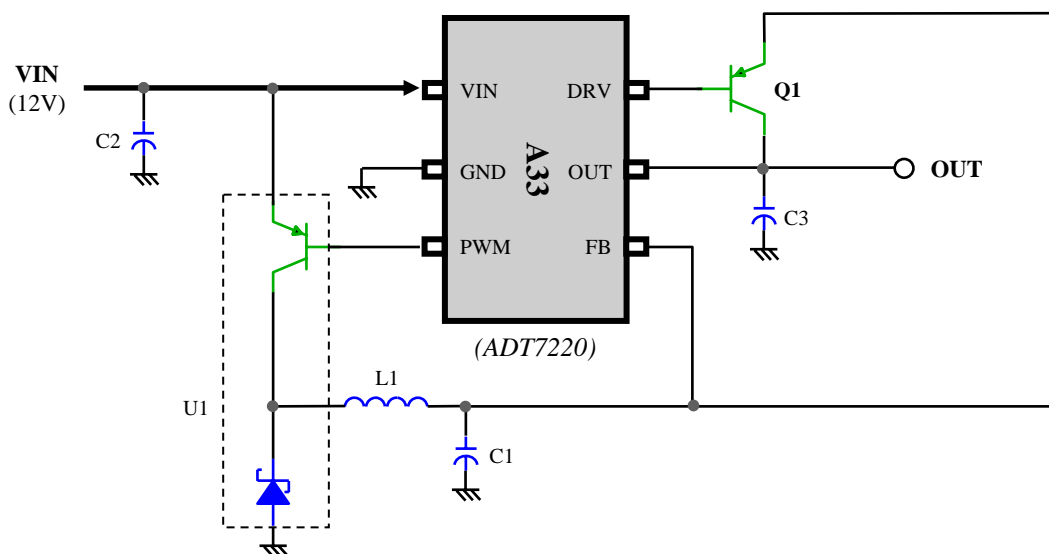 VIN
(12V)
C2
VIN
DRV
Q1
GND
A33
OUT
OUT
C3
PWM
FB
(ADT7220)
L1
U1
C1